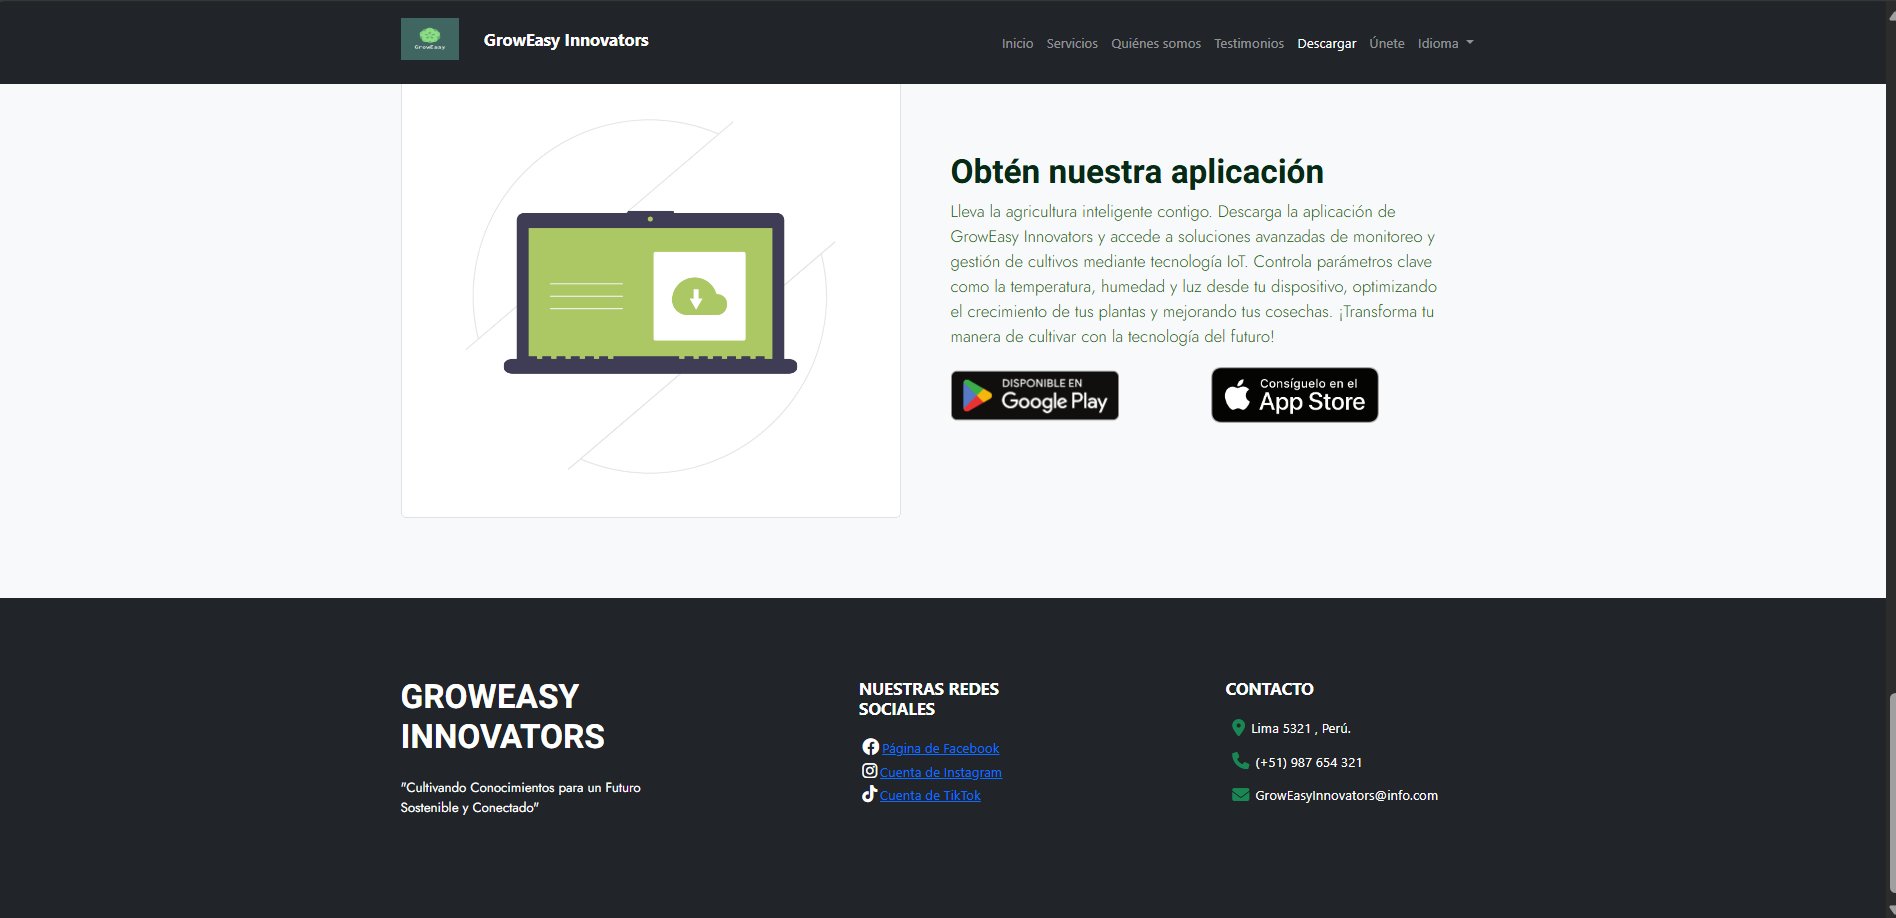 GrowEasy
GrowEasy Innovators
Inicio Servicios Quiénes somos Testimonios Descargar Únete Idioma
Obtén nuestra aplicación
Lleva la agricultura inteligente contigo. Descarga la aplicación de
GrowEasy Innovators y accede a soluciones avanzadas de monitoreo y
gestión de cultivos mediante tecnología IoT. Controla parámetros clave
como la temperatura, humedad y luz desde tu dispositivo, optimizando
el crecimiento de tus plantas y mejorando tus cosechas. ¡Transforma tu
manera de cultivar con la tecnología del futuro!
DISPONIBLE EN
Google Play
Consíguelo en el
App Store
GROWEASY
INNOVATORS
"Cultivando Conocimientos para un Futuro
Sostenible y Conectado"
NUESTRAS REDES
SOCIALES
Página de Facebook
Cuenta de Instagram
Cuenta de TikTok
CONTACTO
Lima 5321 , Perú.
(+51) 987 654 321
GrowEasyInnovators@info.com